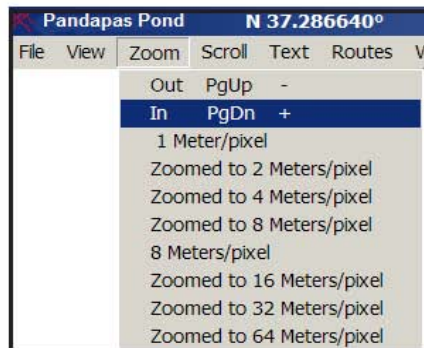 Pandapas Pond N 37.286640º
File View Zoom Scroll Text Routes
Out PgUp -
In PgDn +
1 Meter/pixel
Zoomed to 2 Meters/pixel
Zoomed to 4 Meters/pixel
Zoomed to 8 Meters/pixel
8 Meters/pixel
Zoomed to 16 Meters/pixel
Zoomed to 32 Meters/pixel
Zoomed to 64 Meters/pixel